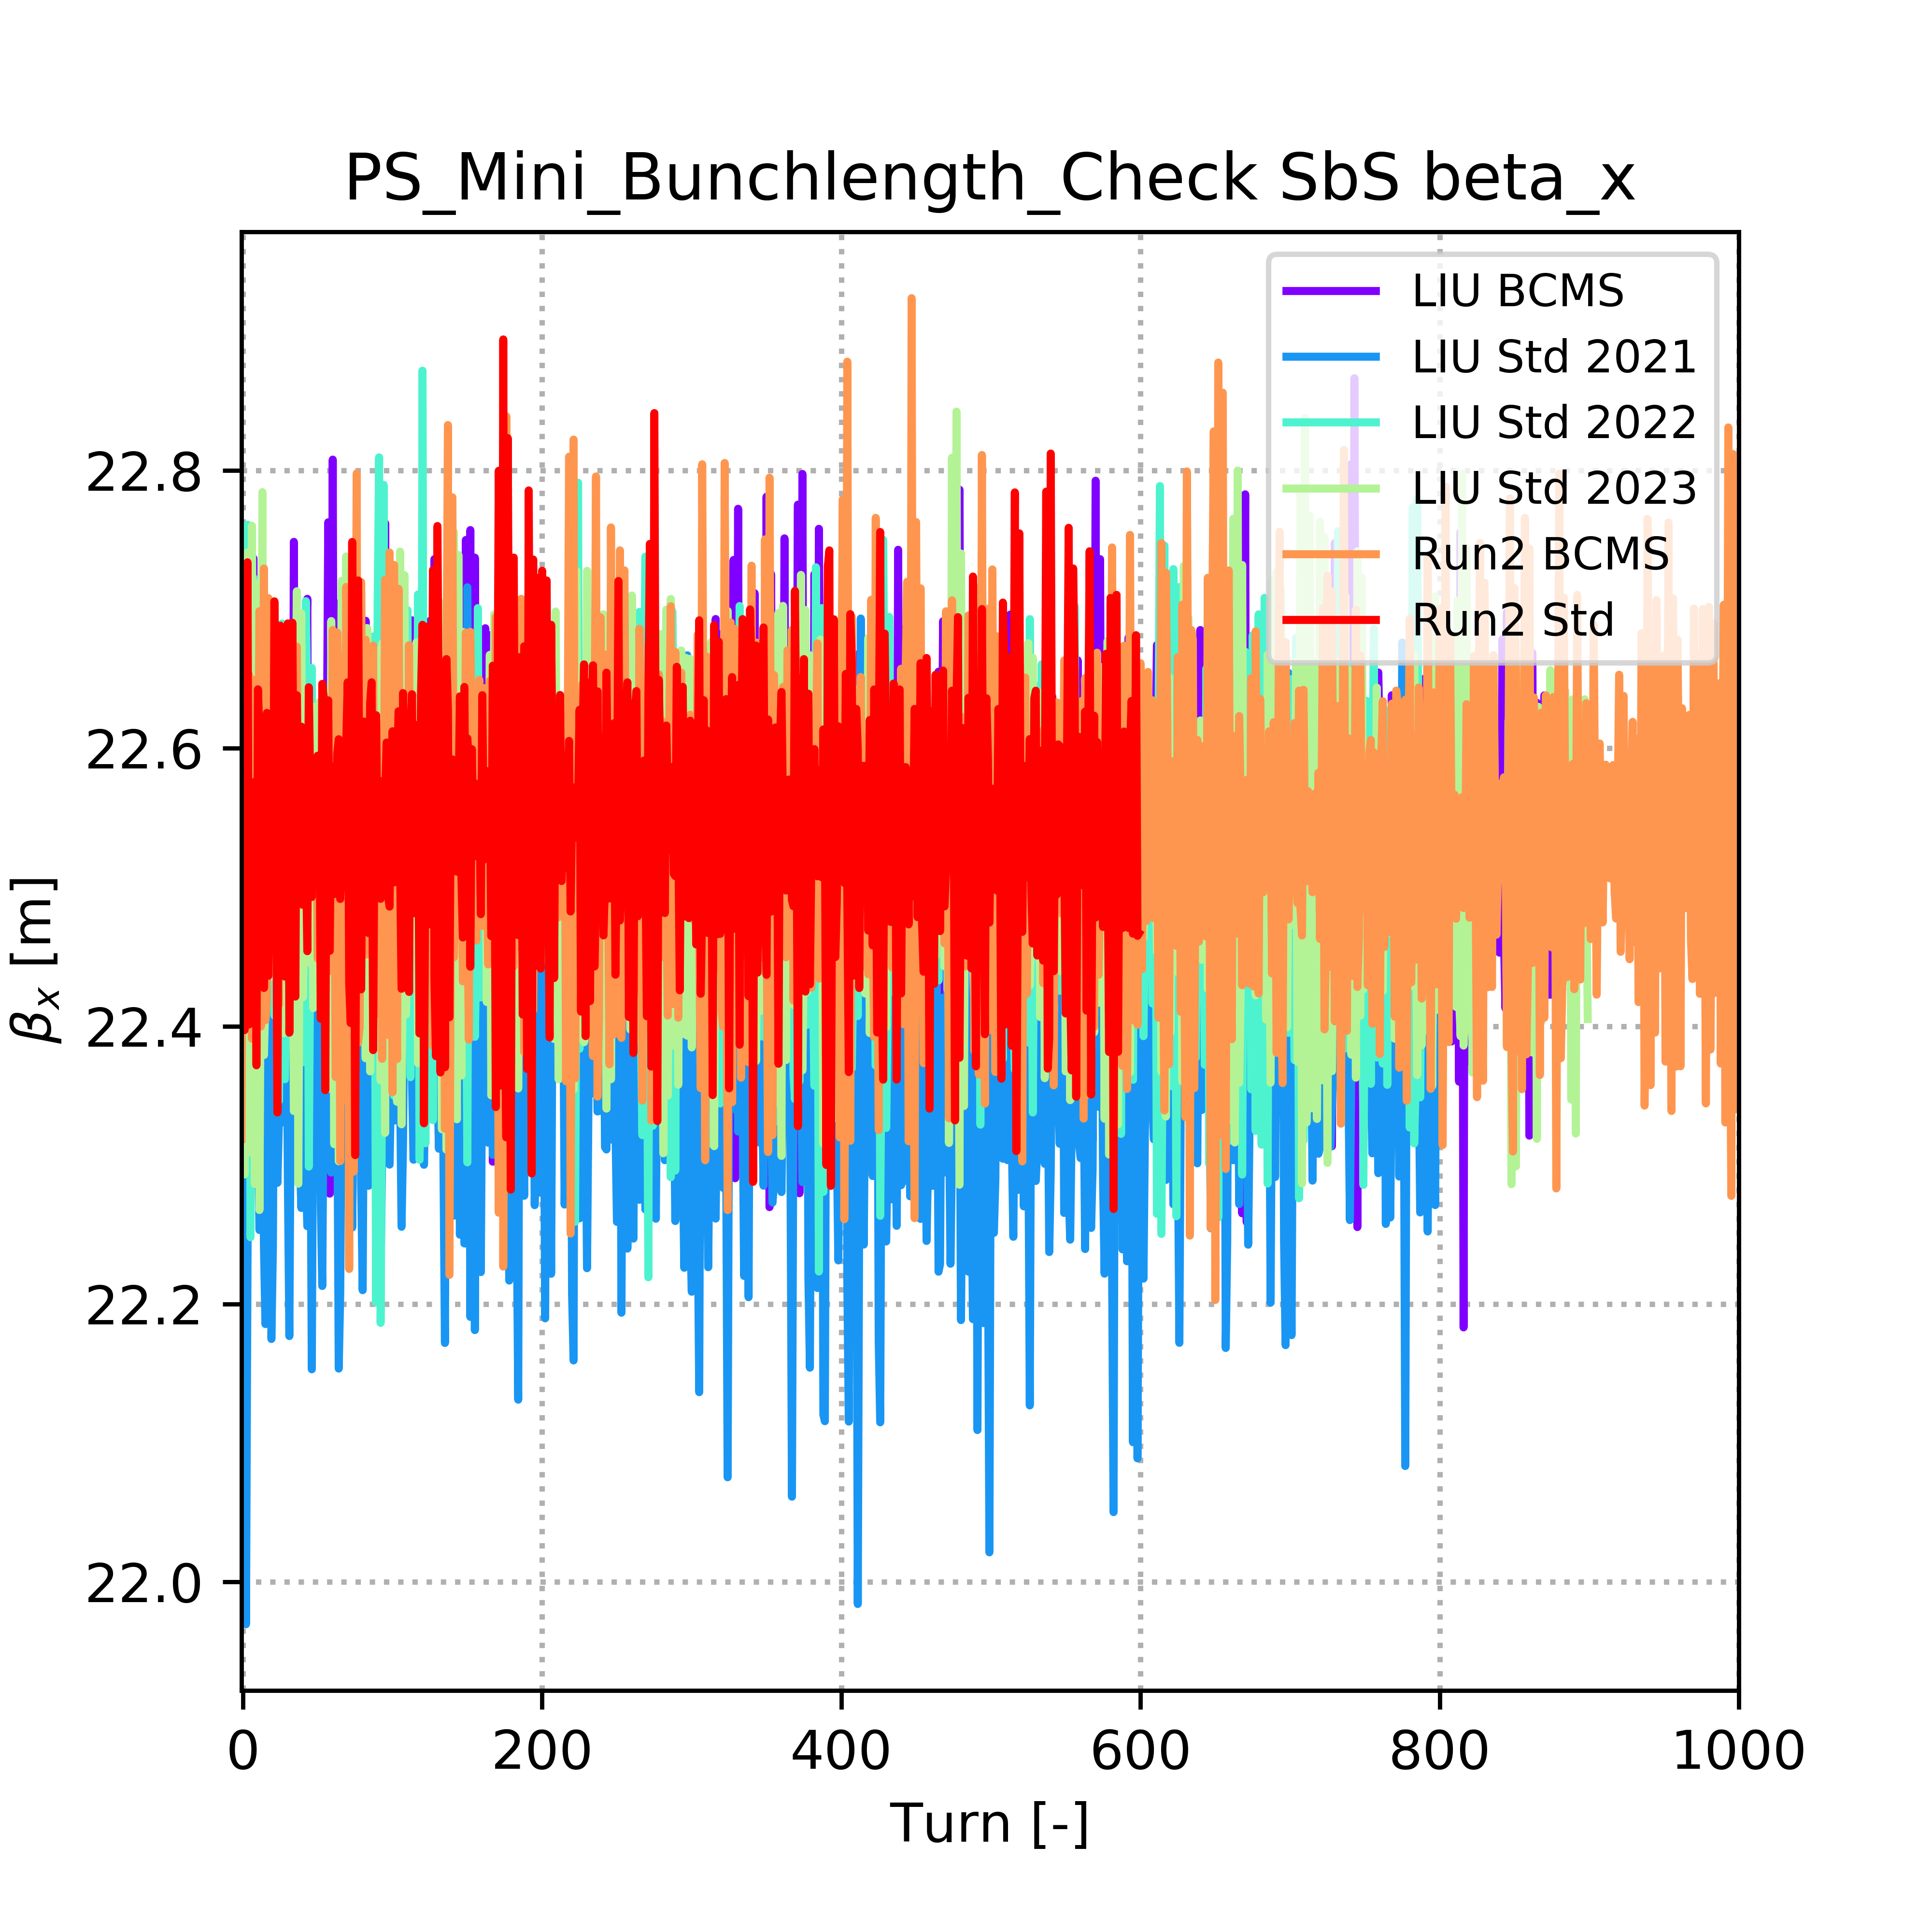 PS_Mini_Bunchlength_Check SbS beta_x
LIU BCMS
LIU Std 2021
LIU Std 2022
LIU Std 2023
Run2 BCMS
Run2 Std
22.8
22.6
22.4
22.2
22.0
βx [m]
0 200 400 600 800 1000
Turn [-]